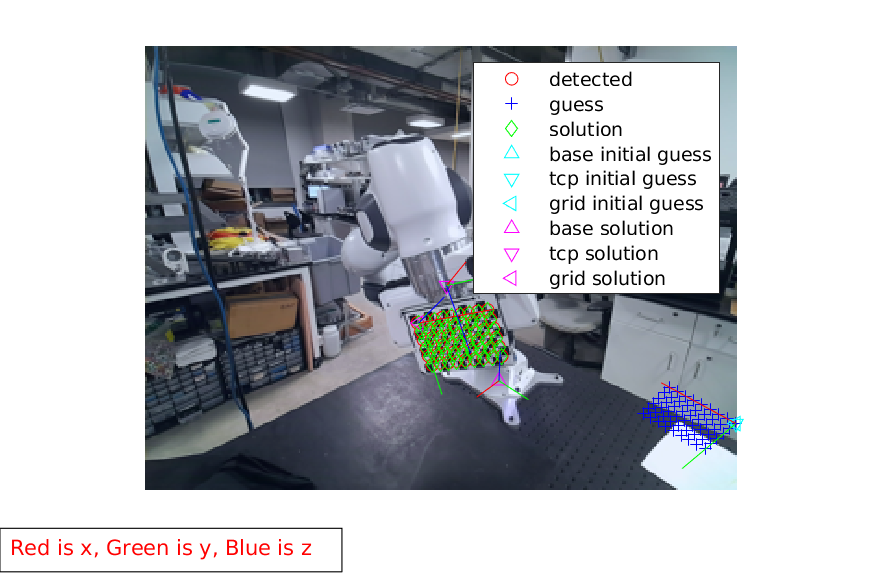 detected
guess
solution
base initial guess
tcp initial guess
grid initial guess
base solution
tcp solution
grid solution
Red is x, Green is y, Blue is z